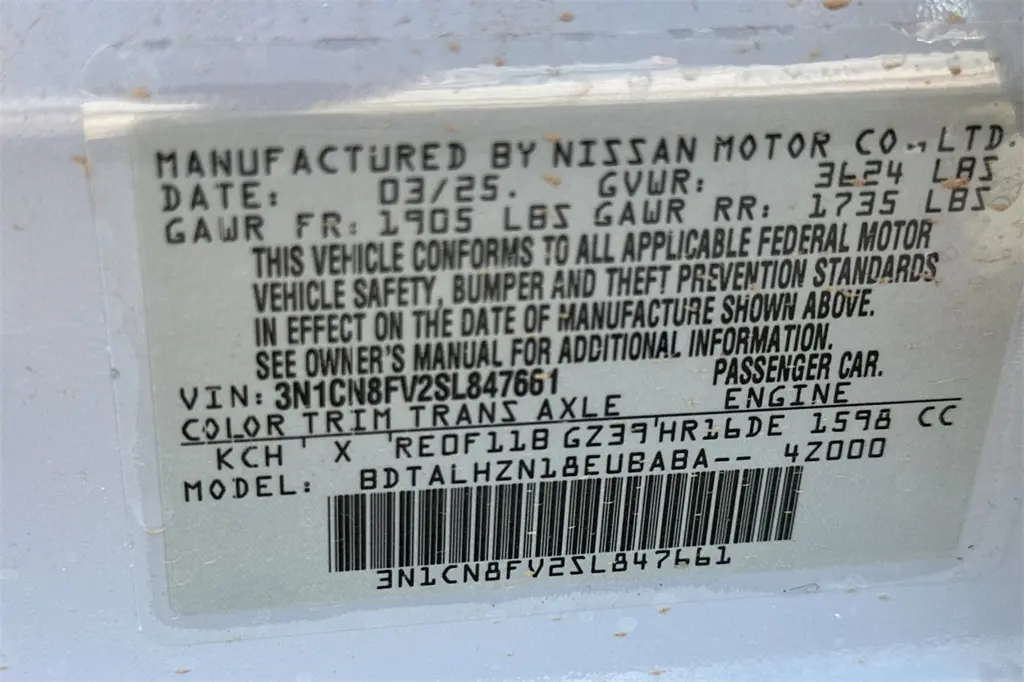 MANUFACTURED BY NISSAN MOTOR CO., LTD.
DATE: 03/25. GVWR: 3624 LBS
GAWR FR: 1905 LBS GAWR RR: 1735 LBS
THIS VEHICLE CONFORMS TO ALL APPLICABLE FEDERAL MOTOR
VEHICLE SAFETY, BUMPER AND THEFT PREVENTION STANDARDS
IN EFFECT ON THE DATE OF MANUFACTURE SHOWN ABOVE.
SEE OWNER'S MANUAL FOR ADDITIONAL INFORMATION.
VIN: 3N1CN8FV2SL847661 PASSENGER CAR.
COLOR TRIM TRANS AXLE ENGINE
KCH X RE0F11B GZ39 HR16DE 1598 CC
MODEL: BDTALHZN18EUBABA-- 4Z000
3N1CN8FV2SL847661